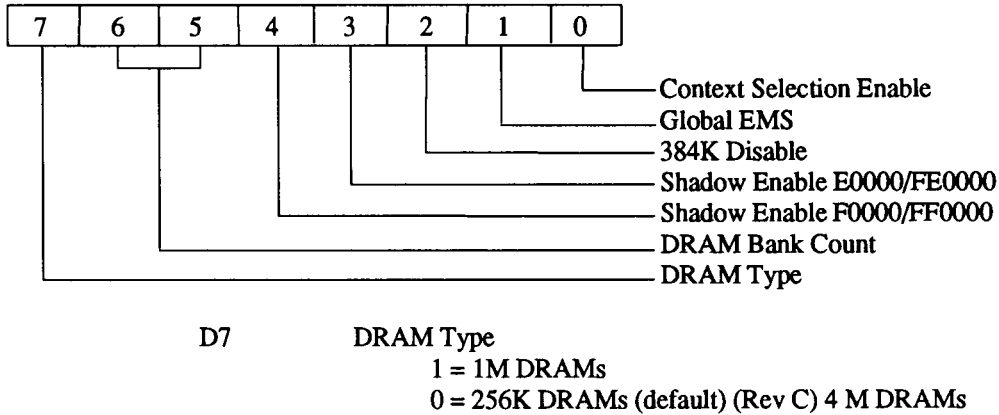 7 6 5 4 3 2 1 0
Context Selection Enable
Global EMS
384K Disable
Shadow Enable E0000/FE0000
Shadow Enable F0000/FF0000
DRAM Bank Count
DRAM Type
D7 DRAM Type
1 = 1M DRAMs
0 = 256K DRAMs (default) (Rev C) 4 M DRAMs